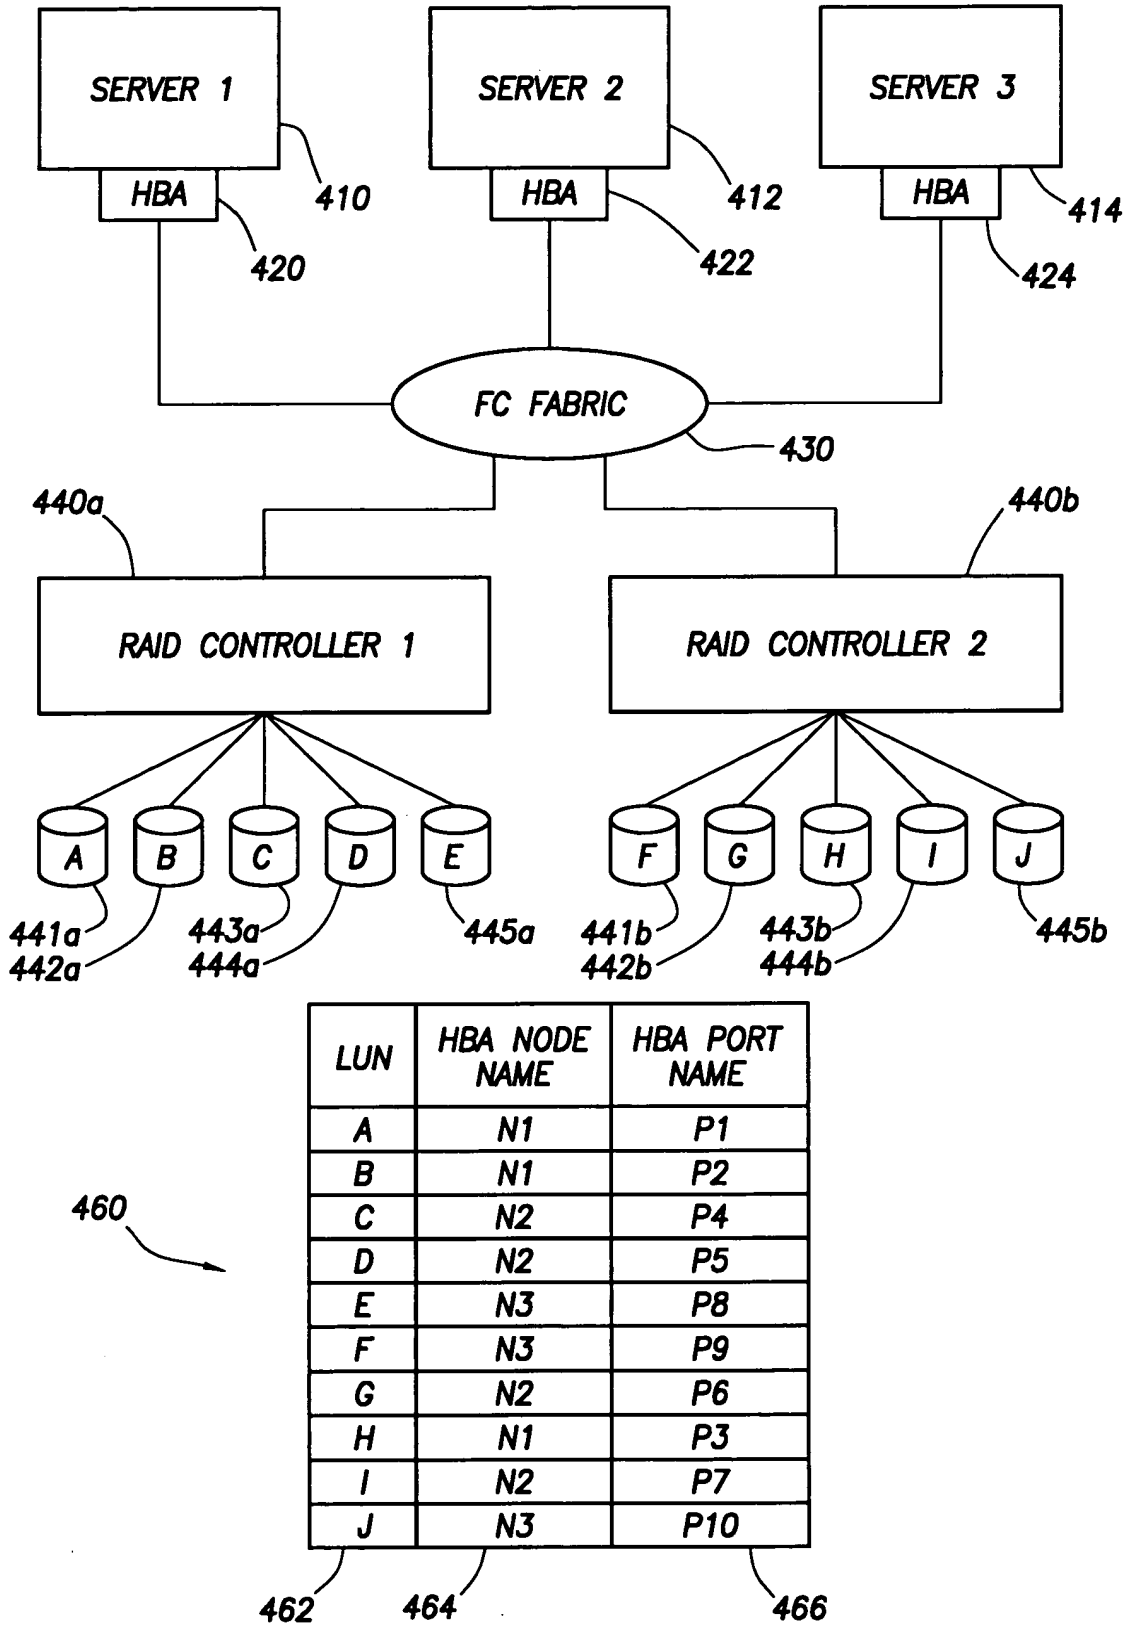 SERVER 1
SERVER 2
SERVER 3
HBA
HBA
HBA
410
412
414
420
422
424
FC FABRIC
430
440a
440b
RAID CONTROLLER 1
RAID CONTROLLER 2
A
B
C
D
E
F
G
H
I
J
441a
443a
445a
441b
443b
445b
442a
444a
442b
444b
LUN
HBA NODE NAME
HBA PORT NAME
A N1 P1
B N1 P2
C N2 P4
D N2 P5
E N3 P8
F N3 P9
G N2 P6
H N1 P3
I N2 P7
J N3 P10
460
462
464
466